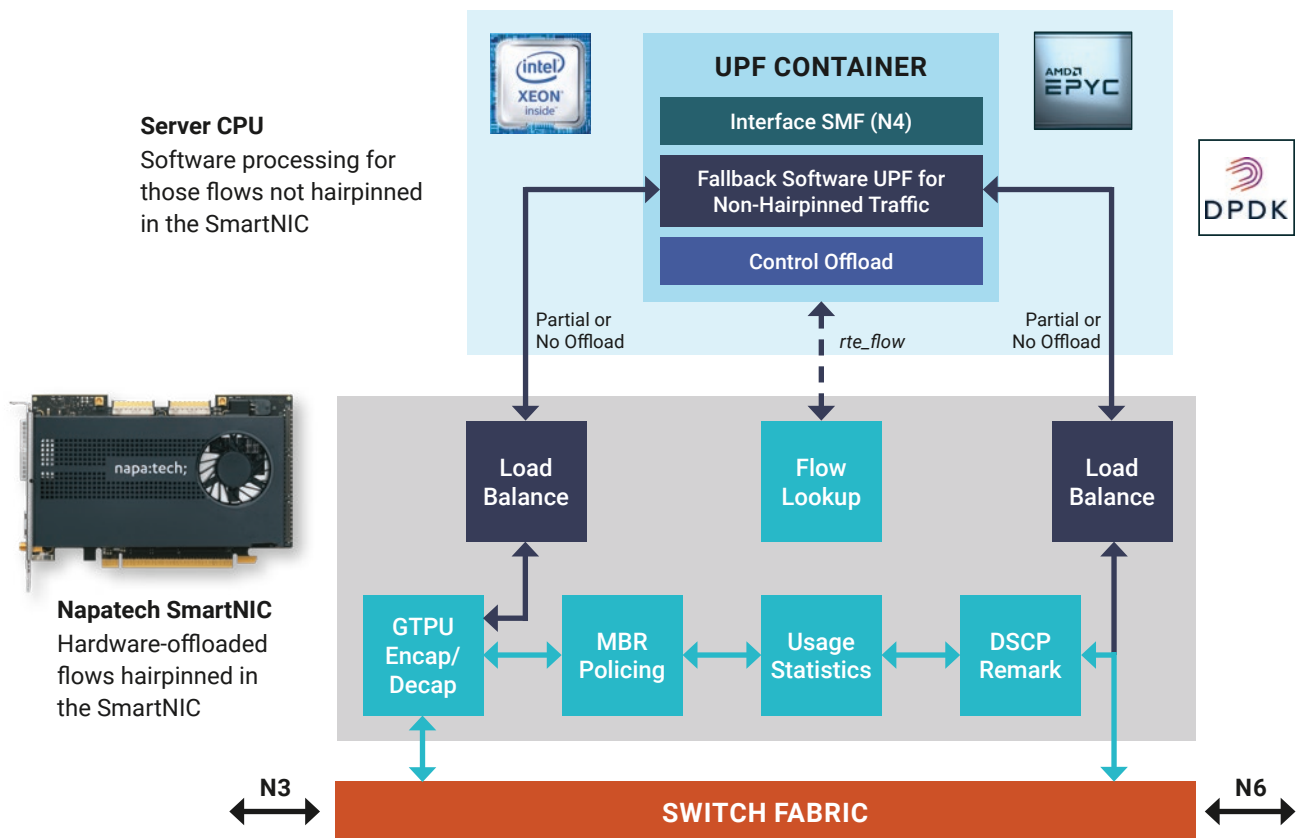 intel
XEON
inside
UPF CONTAINER
AMD
EPYC
Server CPU
Software processing for
those flows not hairpinned
in the SmartNIC
Interface SMF (N4)
Fallback Software UPF for
Non-Hairpinned Traffic
Control Offload
DPDK
Partial or
No Offload
rte_flow
Partial or
No Offload
napa:tech;
Load
Balance
Flow
Lookup
Load
Balance
Napatech SmartNIC
Hardware-offloaded
flows hairpinned in
the SmartNIC
GTPU
Encap/
Decap
MBR
Policing
Usage
Statistics
DSCP
Remark
N3
SWITCH FABRIC
N6